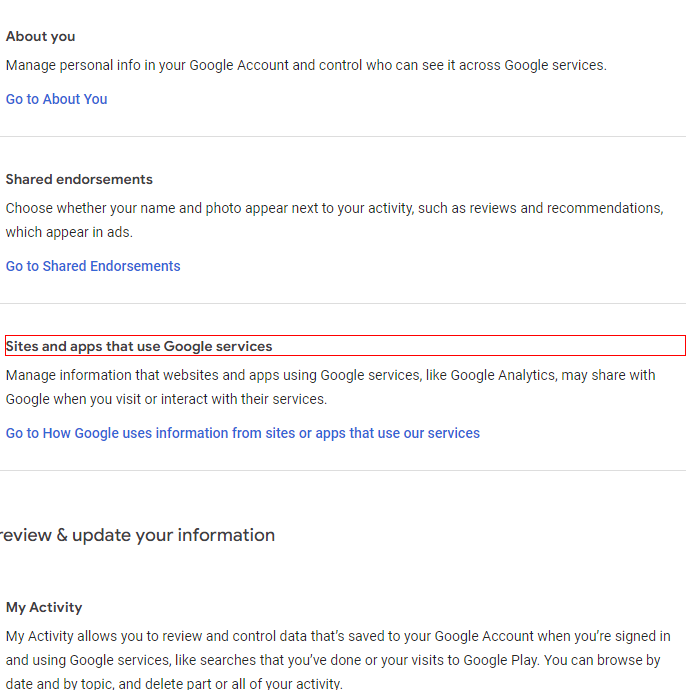 About you
Manage personal info in your Google Account and control who can see it across Google services.
Go to About You
Shared endorsements
Choose whether your name and photo appear next to your activity, such as reviews and recommendations,
which appear in ads.
Go to Shared Endorsements
Sites and apps that use Google services
Manage information that websites and apps using Google services, like Google Analytics, may share with
Google when you visit or interact with their services.
Go to How Google uses information from sites or apps that use our services
review & update your information
My Activity
My Activity allows you to review and control data that’s saved to your Google Account when you’re signed in
and using Google services, like searches that you’ve done or your visits to Google Play. You can browse by
date and by topic, and delete part or all of your activity.